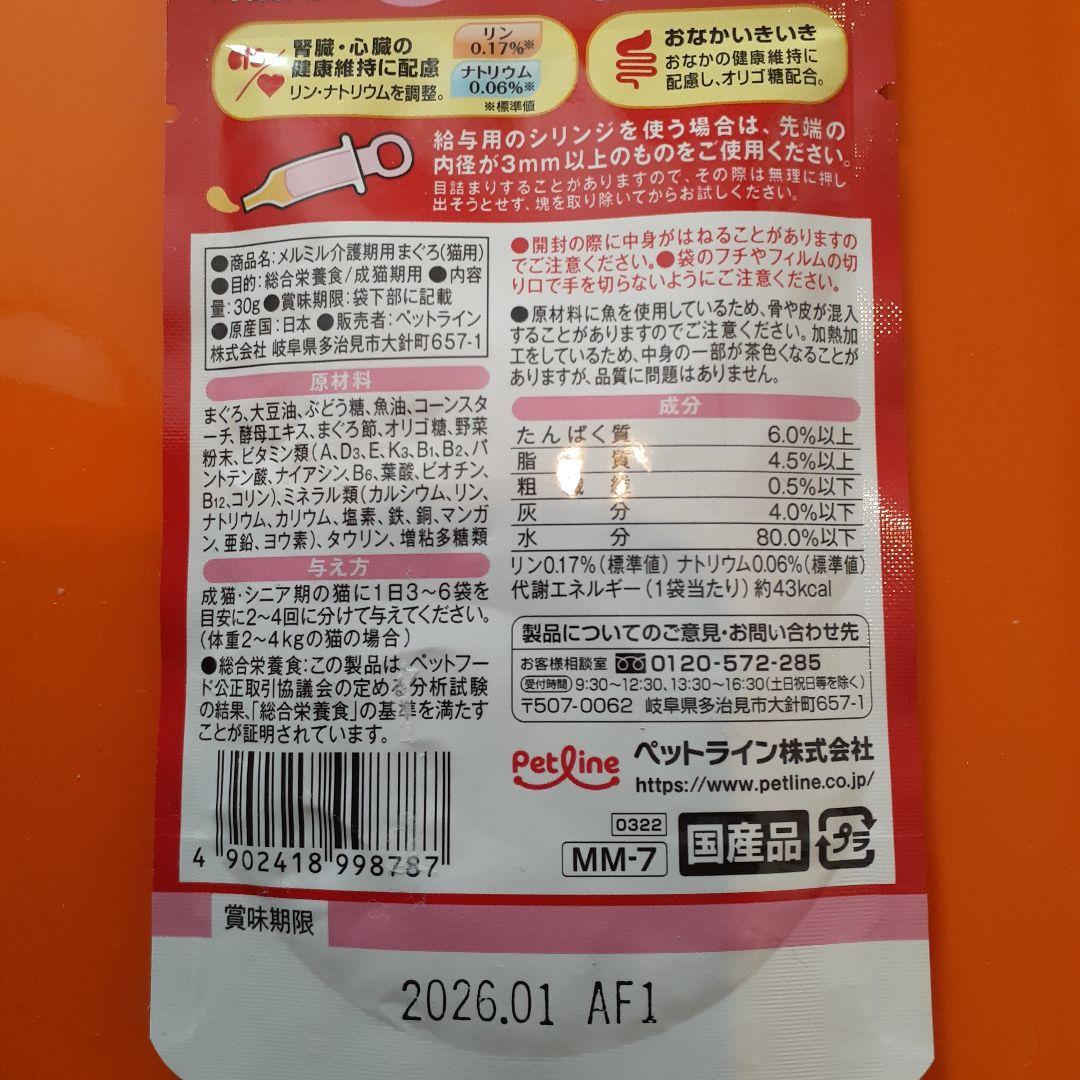 腎臓・心臓の
健康維持に配慮
リン・ナトリウムを調整。
リン
0.17%※
ナトリウム
0.06%※
※標準値
おなかいきいき
おなかの健康維持に
配慮し、オリゴ糖配合。
給与用のシリンジを使う場合は、先端の
内径が3mm以上のものをご使用ください。
目詰まりすることがありますので、その際は無理に押し
出そうとせず、塊を取り除いてからお試しください。
●商品名:メルミル介護期用まぐろ(猫用)
●目的:総合栄養食/成猫期用 ●内容
量:30g●賞味期限:袋下部に記載
●原産国:日本 ●販売者:ペットライン
株式会社 岐阜県多治見市大針町657-1
原材料
まぐろ、大豆油、ぶどう糖、魚油、コーンスタ
ーチ、酵母エキス、まぐろ節、オリゴ糖、野菜
粉末、ビタミン類(A、D3、E、K3、B1、B2、パ
ントテン酸、ナイアシン、B6、葉酸、ビオチン、
B12、コリン)、ミネラル類(カルシウム、リン、
ナトリウム、カリウム、塩素、鉄、銅、マンガ
ン、亜鉛、ヨウ素)、タウリン、増粘多糖類
与え方
成猫・シニア期の猫に1日3~6袋を
目安に2~4回に分けて与えてください。
(体重2~4kgの猫の場合)
●総合栄養食:この製品は、ペットフー
ド公正取引協議会の定める分析試験
の結果、「総合栄養食」の基準を満たす
ことが証明されています。
4 902418 998787
●開封の際に中身がはねることがありますの
でご注意ください。●袋のフチやフィルムの切
り口で手を切らないようにご注意ください。
●原材料に魚を使用しているため、骨や皮が混入
することがありますのでご注意ください。加熱加
工をしているため、中身の一部が茶色くなることが
ありますが、品質に問題はありません。
成分
たんぱく質 6.0%以上
脂質 4.5%以上
粗繊維 0.5%以下
灰分 4.0%以下
水分 80.0%以下
リン0.17%(標準値) ナトリウム0.06%(標準値)
代謝エネルギー(1袋当たり)約43kcal
製品についてのご意見・お問い合わせ先
お客様相談室 0120-572-285
受付時間 9:30~12:30、13:30~16:30(土日祝日等を除く)
〒507-0062 岐阜県多治見市大針町657-1
Petline ペットライン株式会社
https://www.petline.co.jp/
0322
MM-7
国産品
プラ
賞味期限
2026.01 AF1